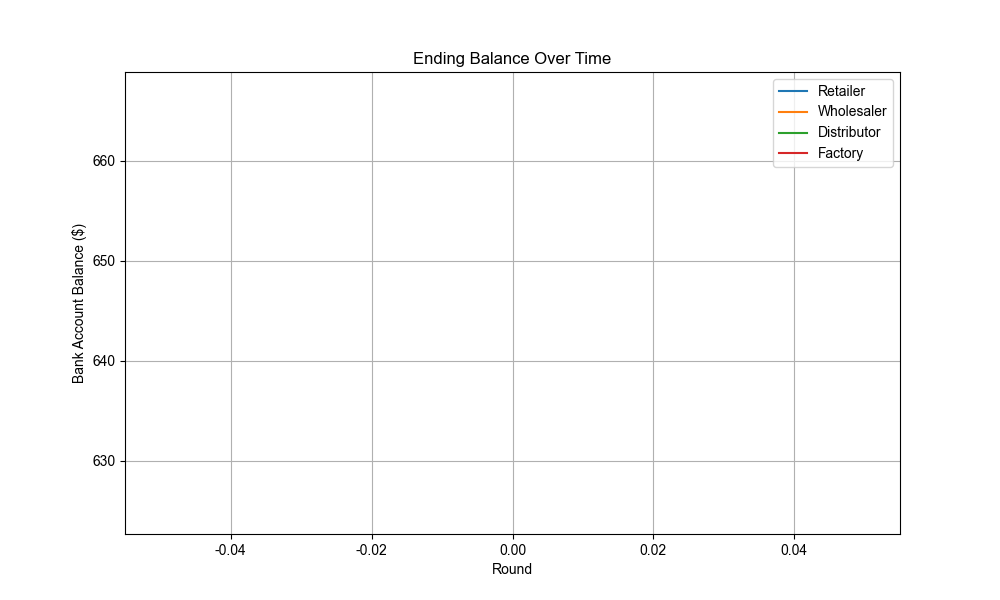 Ending Balance Over Time
Retailer
Wholesaler
Distributor
Factory
Bank Account Balance ($)
660
650
640
630
-0.04
-0.02
0.00
0.02
0.04
Round